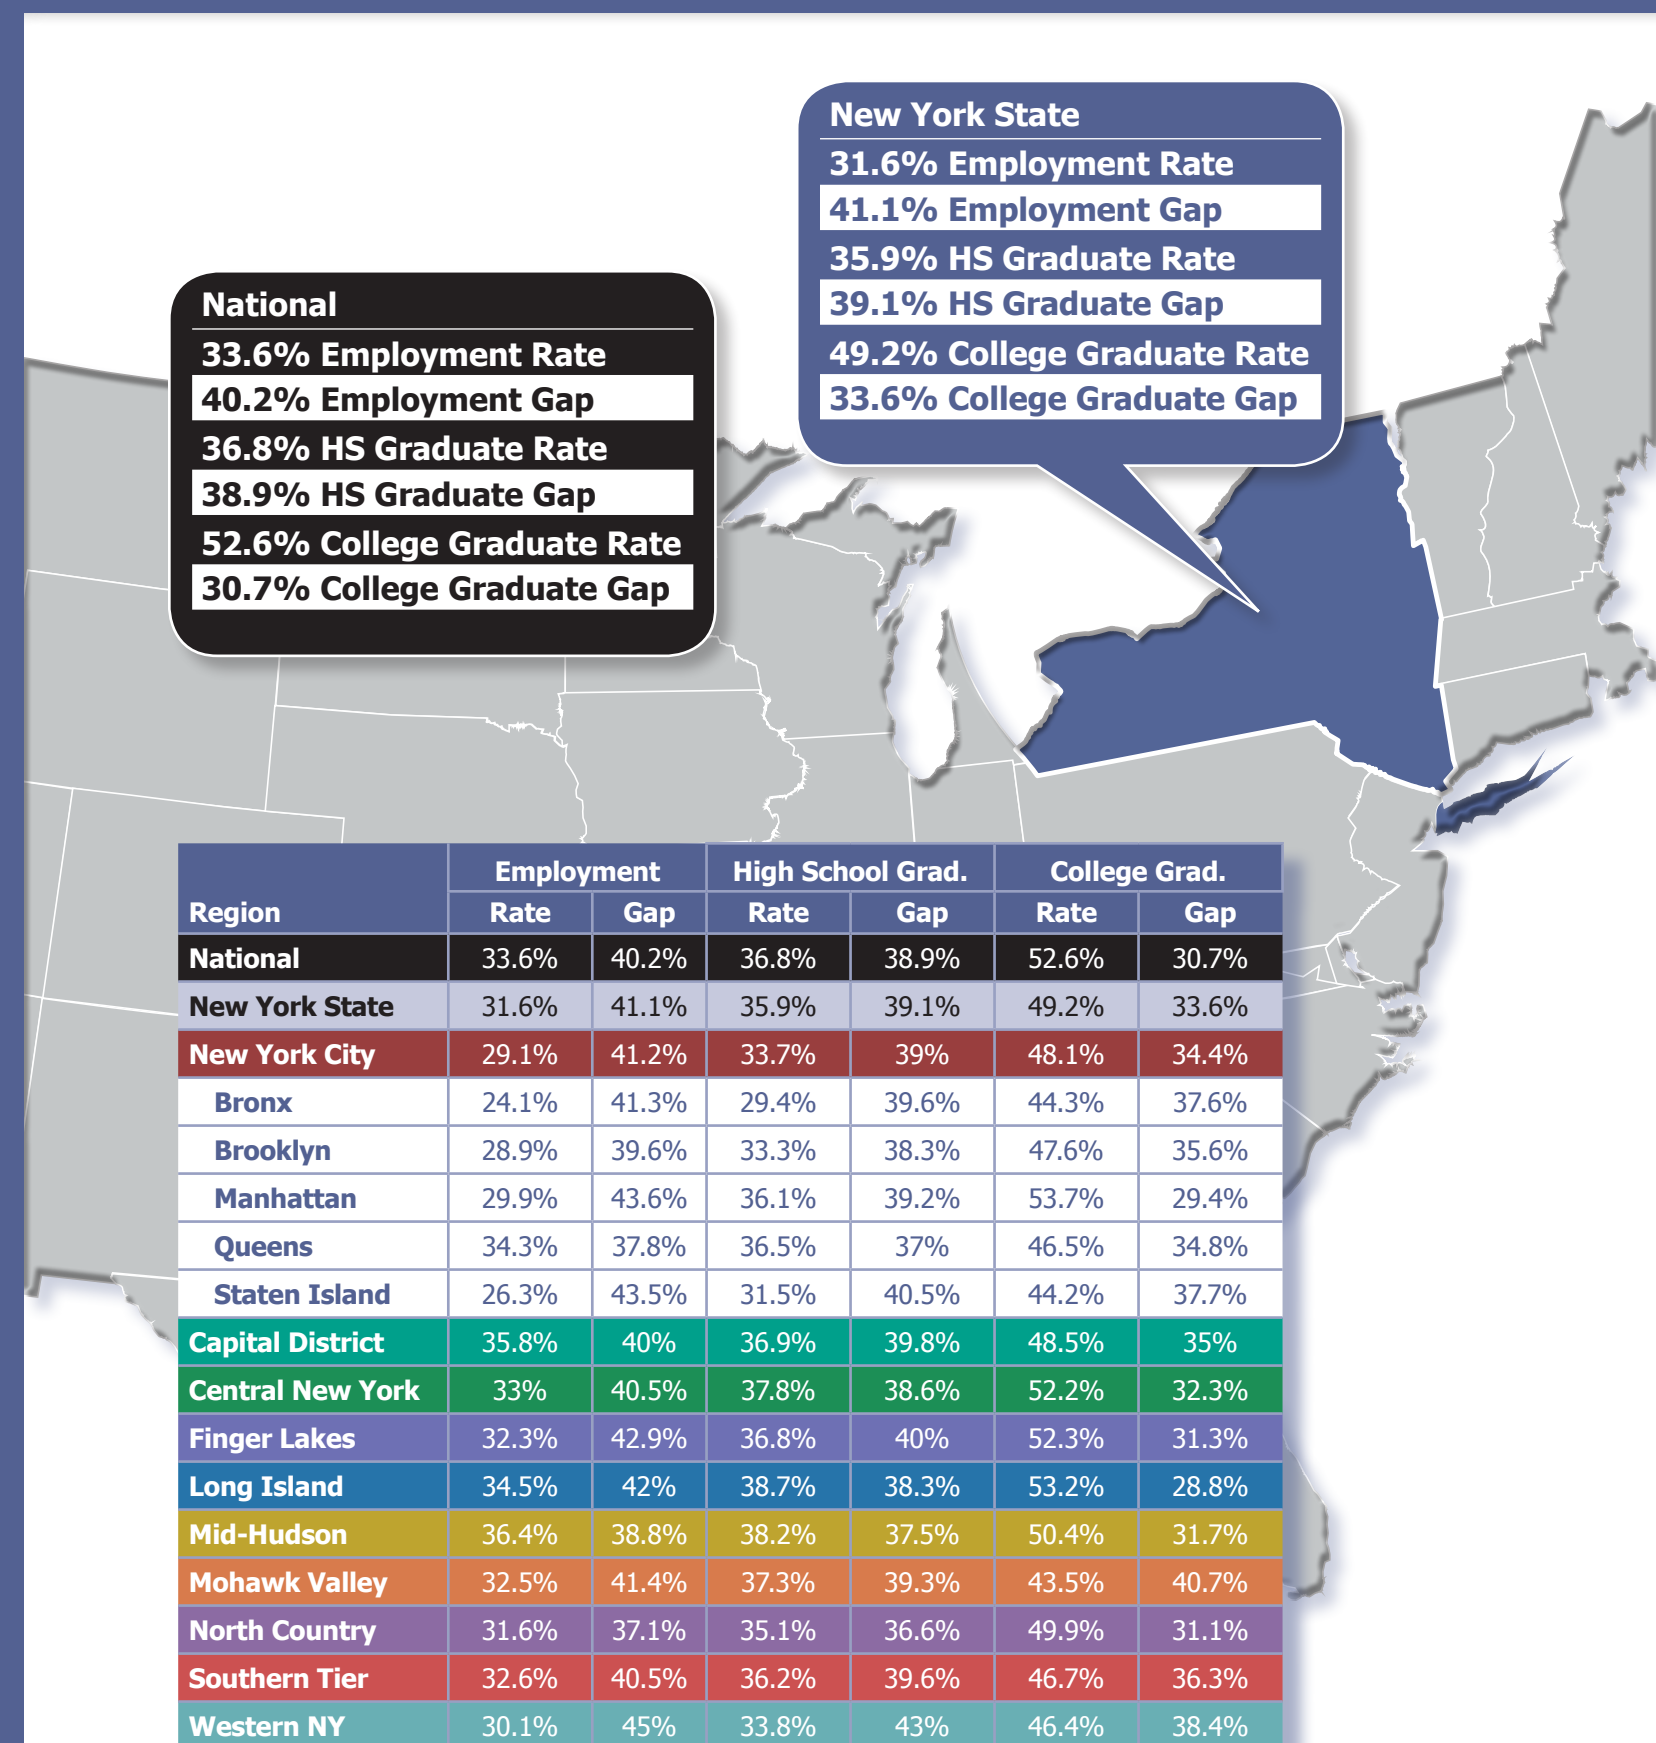 New York State
31.6% Employment Rate
41.1% Employment Gap
35.9% HS Graduate Rate
39.1% HS Graduate Gap
49.2% College Graduate Rate
33.6% College Graduate Gap
National
33.6% Employment Rate
40.2% Employment Gap
36.8% HS Graduate Rate
38.9% HS Graduate Gap
52.6% College Graduate Rate
30.7% College Graduate Gap
Employment High School Grad. College Grad.
Region Rate Gap Rate Gap Rate Gap
National 33.6% 40.2% 36.8% 38.9% 52.6% 30.7%
New York State 31.6% 41.1% 35.9% 39.1% 49.2% 33.6%
New York City 29.1% 41.2% 33.7% 39% 48.1% 34.4%
Bronx 24.1% 41.3% 29.4% 39.6% 44.3% 37.6%
Brooklyn 28.9% 39.6% 33.3% 38.3% 47.6% 35.6%
Manhattan 29.9% 43.6% 36.1% 39.2% 53.7% 29.4%
Queens 34.3% 37.8% 36.5% 37% 46.5% 34.8%
Staten Island 26.3% 43.5% 31.5% 40.5% 44.2% 37.7%
Capital District 35.8% 40% 36.9% 39.8% 48.5% 35%
Central New York 33% 40.5% 37.8% 38.6% 52.2% 32.3%
Finger Lakes 32.3% 42.9% 36.8% 40% 52.3% 31.3%
Long Island 34.5% 42% 38.7% 38.3% 53.2% 28.8%
Mid-Hudson 36.4% 38.8% 38.2% 37.5% 50.4% 31.7%
Mohawk Valley 32.5% 41.4% 37.3% 39.3% 43.5% 40.7%
North Country 31.6% 37.1% 35.1% 36.6% 49.9% 31.1%
Southern Tier 32.6% 40.5% 36.2% 39.6% 46.7% 36.3%
Western NY 30.1% 45% 33.8% 43% 46.4% 38.4%